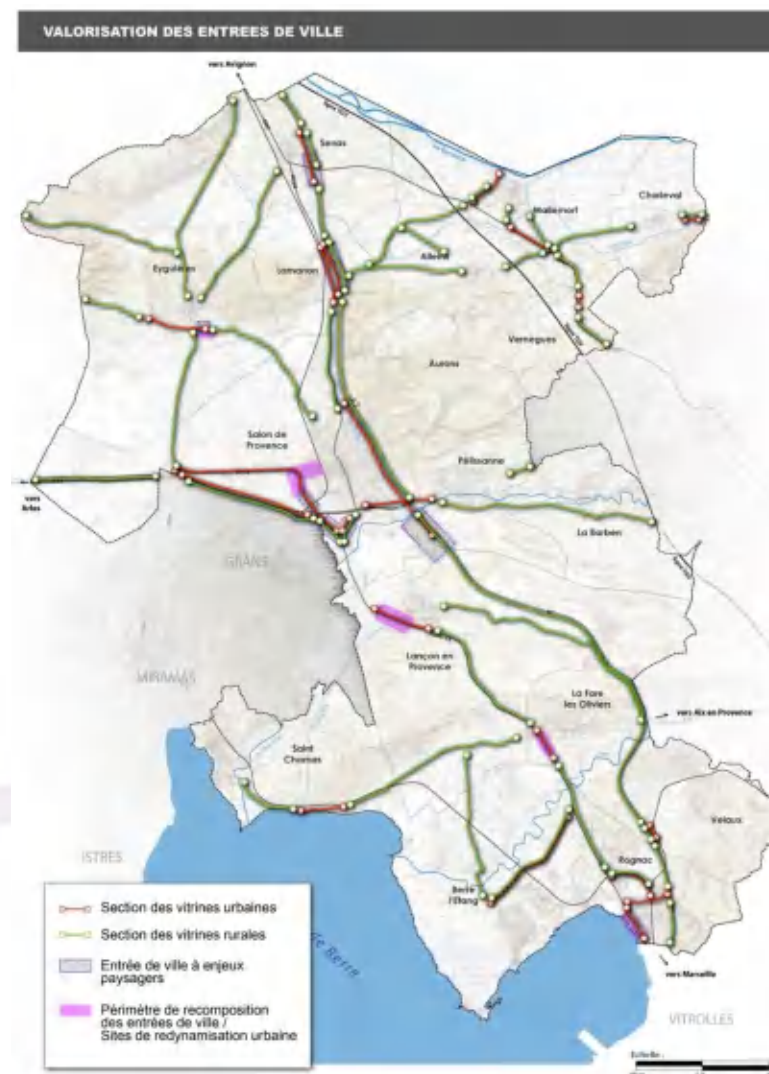 VALORISATION DES ENTREES DE VILLE
vers Avignon
Senas
Mallemort
Charleval
Eyguières
Lamanon
Alleins
Vernegues
Aurons
Salon de
Provence
Pélissanne
vers
Arles
La Barben
GRANS
Lançon en
Provence
MIRAMAS
La Fare
les Oliviers
vers Aix en Provence
Saint
Chamas
Velaux
ISTRES
Rognac
Berre
l'Etang
de Berre
vers Marseille
VITROLLES
Section des vitrines urbaines
Section des vitrines rurales
Entrée de ville à enjeux
paysagers
Périmètre de recomposition
des entrées de ville /
Sites de redynamisation urbaine
Echelle :